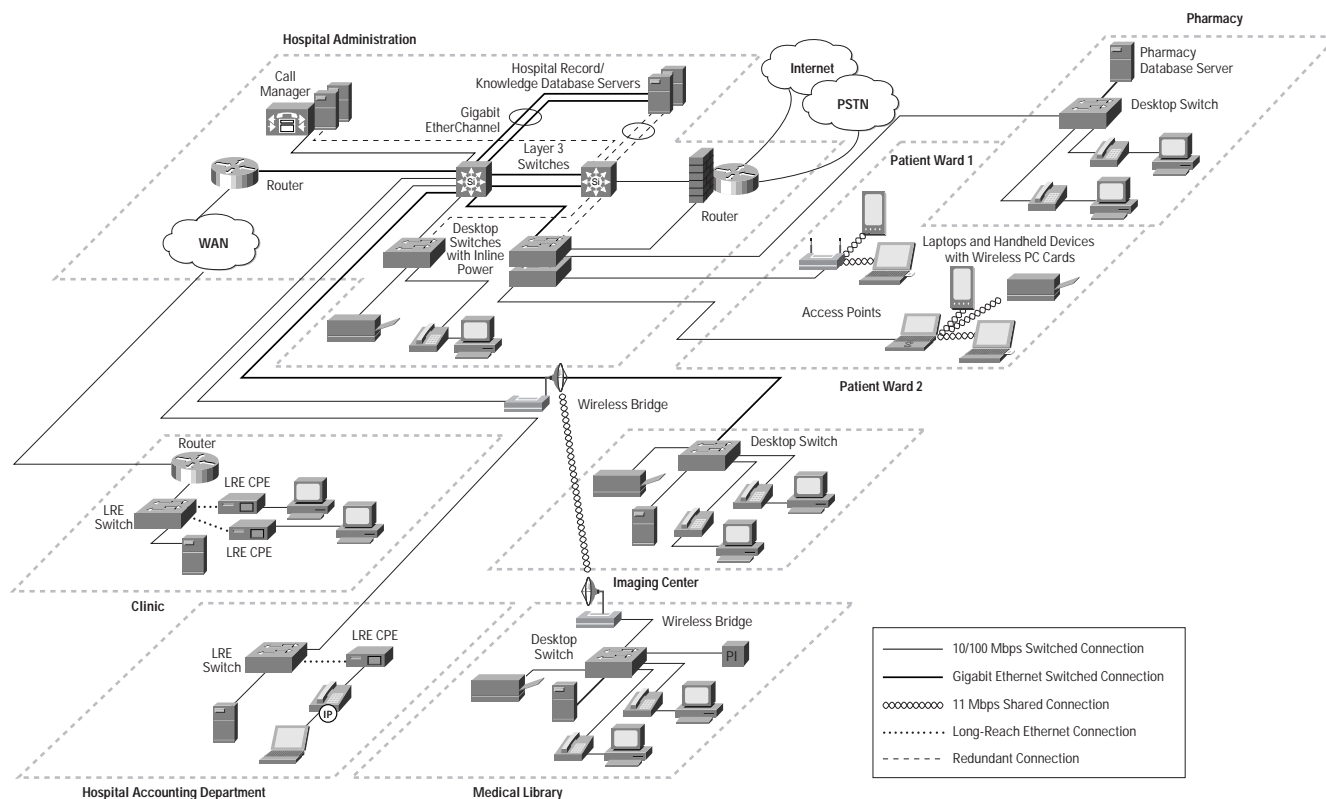 Pharmacy
Hospital Administration
Pharmacy
Database Server
Internet
Hospital Record/
Knowledge Database Servers
Call
Manager
PSTN
Desktop Switch
Gigabit
EtherChannel
Layer 3
Switches
Patient Ward 1
Si
Si
Router
Router
WAN
Desktop
Switches
with Inline
Power
Laptops and Handheld Devices
with Wireless PC Cards
Access Points
Patient Ward 2
Wireless Bridge
Desktop Switch
Router
LRE CPE
LRE
Switch
LRE CPE
Imaging Center
Clinic
Wireless Bridge
LRE CPE
LRE
Switch
Desktop
Switch
PI
IP
10/100 Mbps Switched Connection
Gigabit Ethernet Switched Connection
11 Mbps Shared Connection
Long-Reach Ethernet Connection
Redundant Connection
Hospital Accounting Department
Medical Library